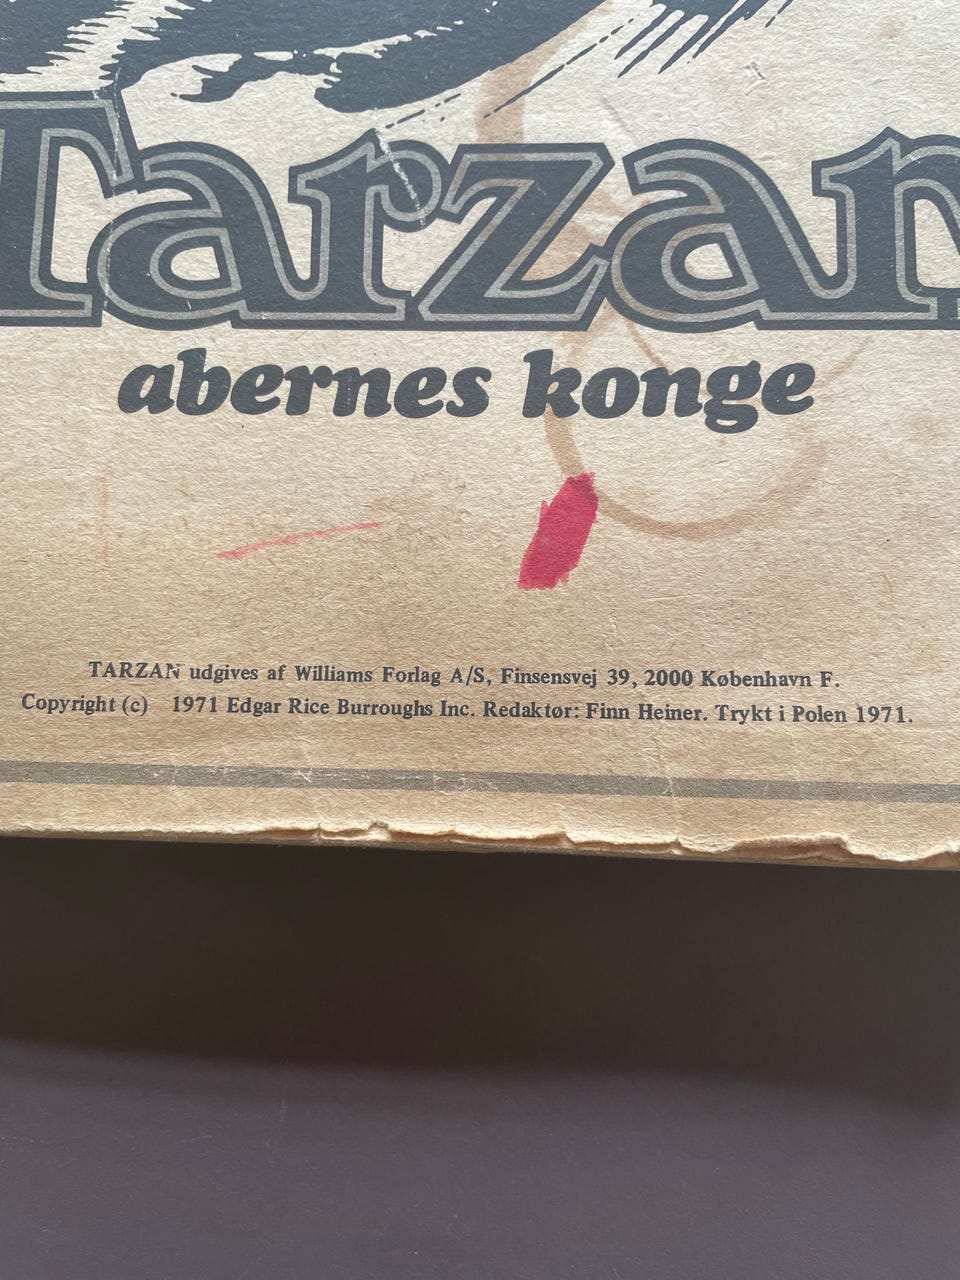 Tarzan
abernes konge
TARZAN udgives af Williams Forlag A/S, Finsensvej 39, 2000 København F.
Copyright (c) 1971 Edgar Rice Burroughs Inc. Redaktør: Finn Heiner. Trykt i Polen 1971.